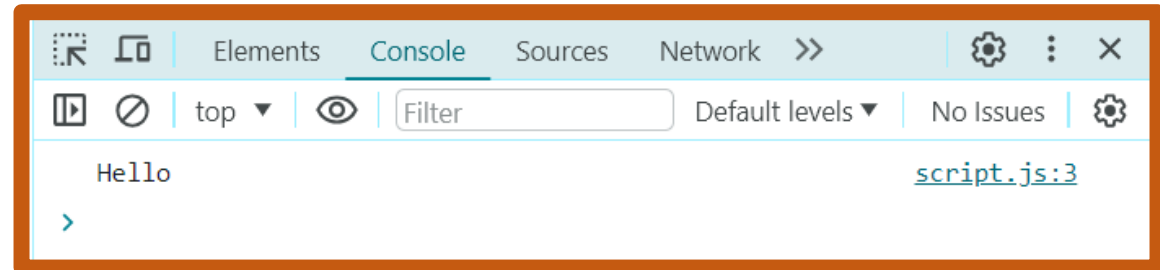 Elements Console Sources Network
top Filter Default levels No Issues
Hello script.js:3